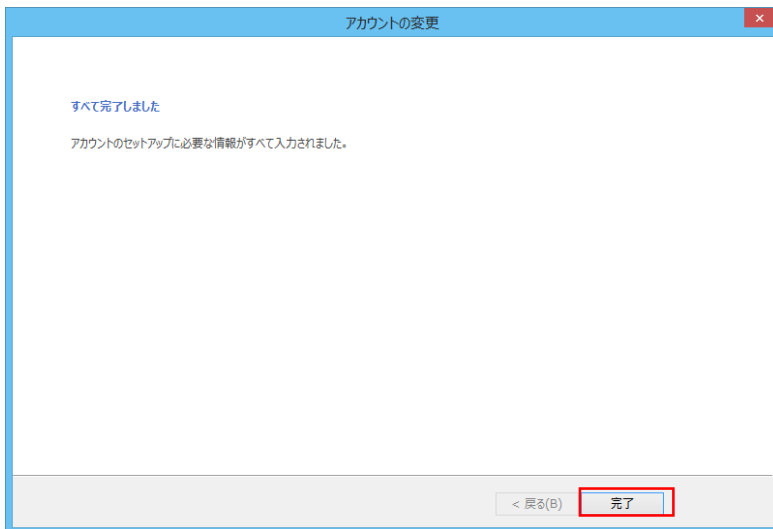 アカウントの変更
すべて完了しました
アカウントのセットアップに必要な情報がすべて入力されました。
< 戻る(B)
完了